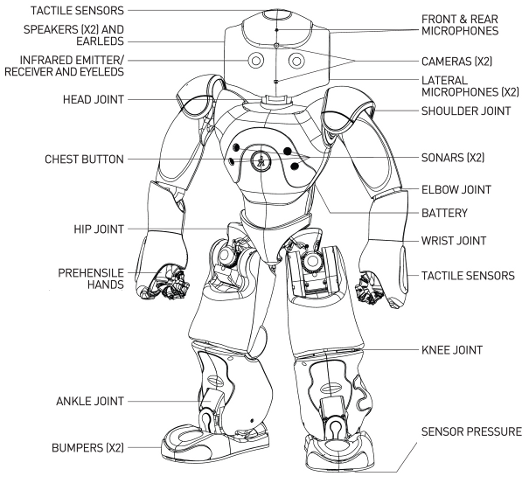 TACTILE SENSORS
SPEAKERS (X2) AND
EARLEDS
INFRARED EMITTER/
RECEIVER AND EYELEDS
HEAD JOINT
CHEST BUTTON
HIP JOINT
PREHENSILE
HANDS
ANKLE JOINT
BUMPERS (X2)
FRONT & REAR
MICROPHONES
CAMERAS (X2)
LATERAL
MICROPHONES (X2)
SHOULDER JOINT
SONARS (X2)
ELBOW JOINT
BATTERY
WRIST JOINT
TACTILE SENSORS
KNEE JOINT
SENSOR PRESSURE